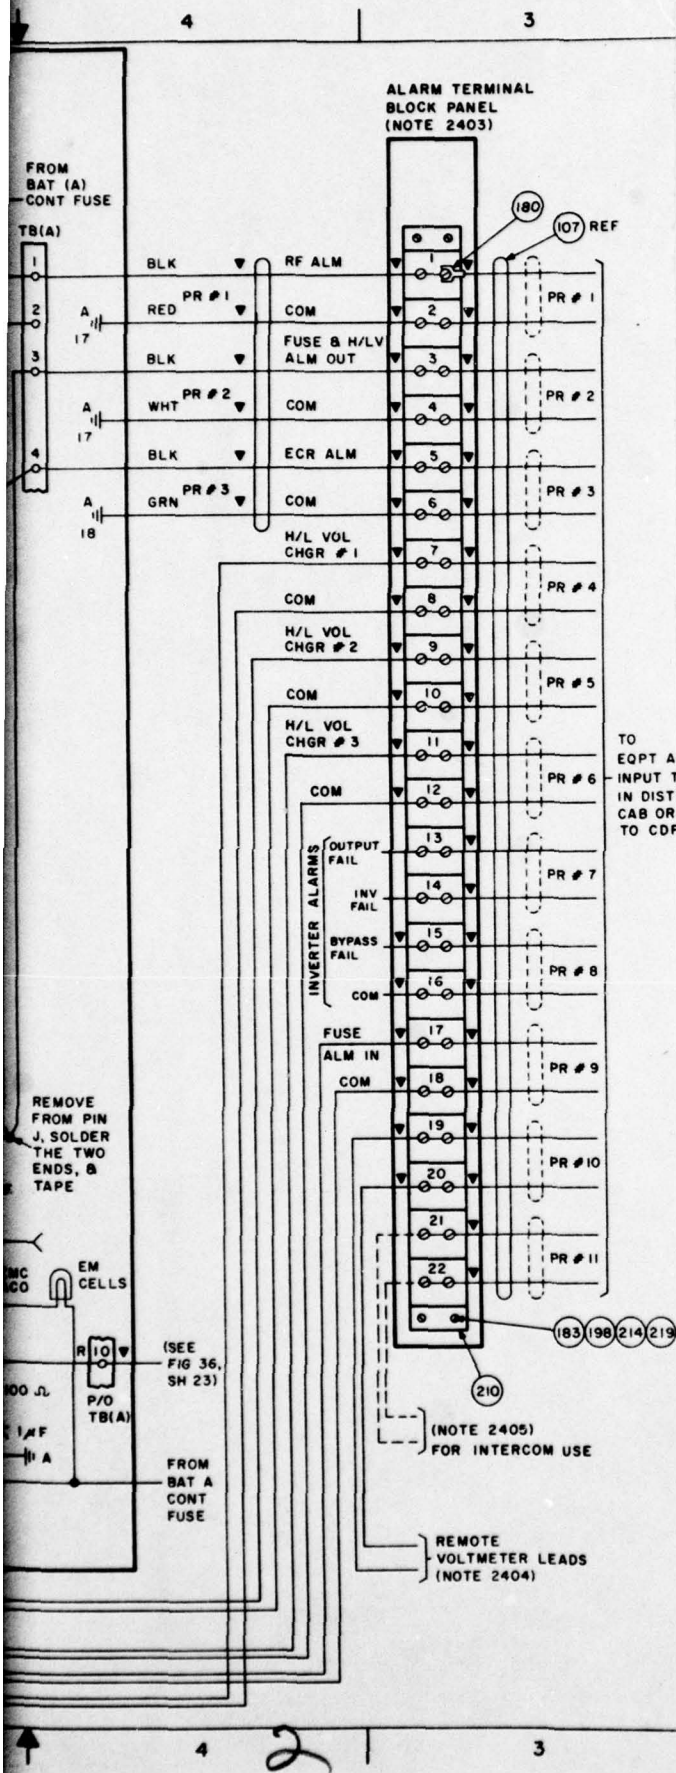 4
3
ALARM TERMINAL
BLOCK PANEL
(NOTE 2403)
FROM
BAT (A)
CONT FUSE
TB(A)
180
107 REF
1
BLK
RF ALM
1
PR # 1
PR # 1
2
A
17
RED
COM
2
3
BLK
FUSE & H/LV
ALM OUT
3
PR # 2
PR # 2
A
17
WHT
COM
4
4
BLK
ECR ALM
5
PR # 3
PR # 3
A
18
GRN
COM
6
H/L VOL
CHGR # 1
7
PR # 4
COM
8
H/L VOL
CHGR # 2
9
PR # 5
COM
10
H/L VOL
CHGR # 3
11
PR # 6
COM
12
TO
EQPT A
INPUT T
IN DIST
CAB OR
TO CDF
INVERTER ALARMS
OUTPUT
FAIL
13
PR # 7
INV
FAIL
14
BYPASS
FAIL
15
PR # 8
COM
16
FUSE
ALM IN
17
PR # 9
COM
18
19
PR # 10
20
21
PR # 11
22
REMOVE
FROM PIN
J, SOLDER
THE TWO
ENDS, &
TAPE
EM
CELLS
R 10
P/O
TB(A)
(SEE
FIG 36,
SH 23)
183 198 214 219
210
00 Ω
1µF
A
FROM
BAT A
CONT
FUSE
(NOTE 2405)
FOR INTERCOM USE
REMOTE
VOLTMETER LEADS
(NOTE 2404)
4
2
3